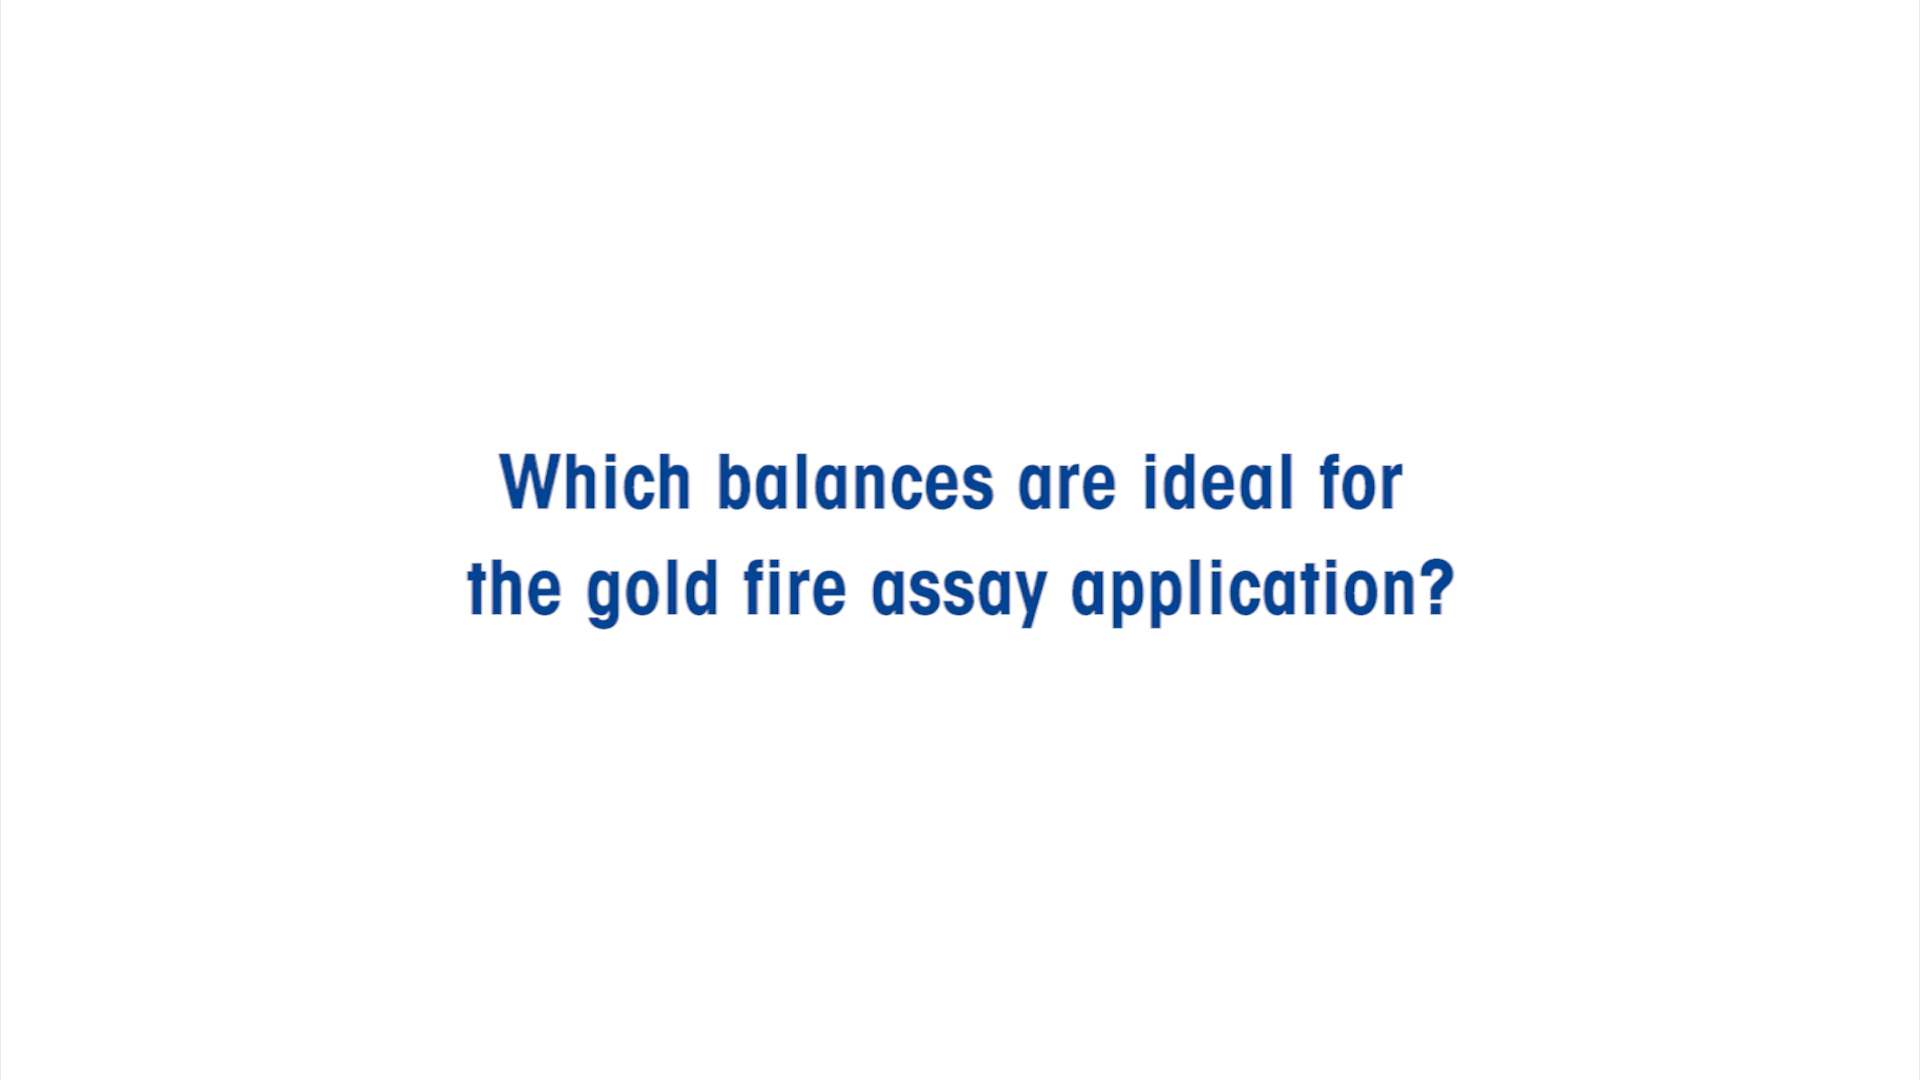 Which balances are ideal for
the gold fire assay application?